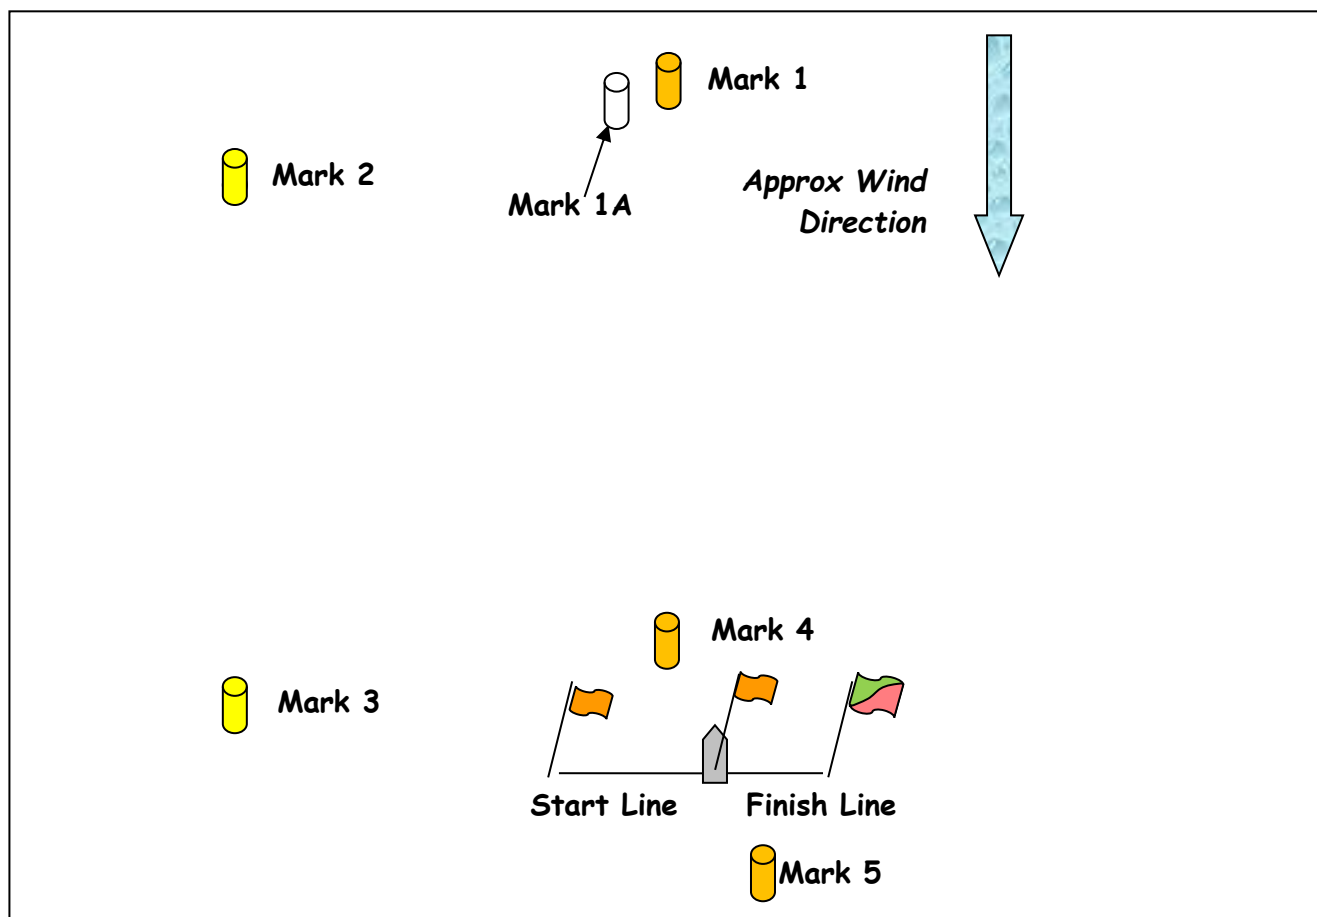 Mark 1
Mark 2
Approx Wind
Direction
Mark 1A
Mark 4
Mark 3
Start Line
Finish Line
Mark 5